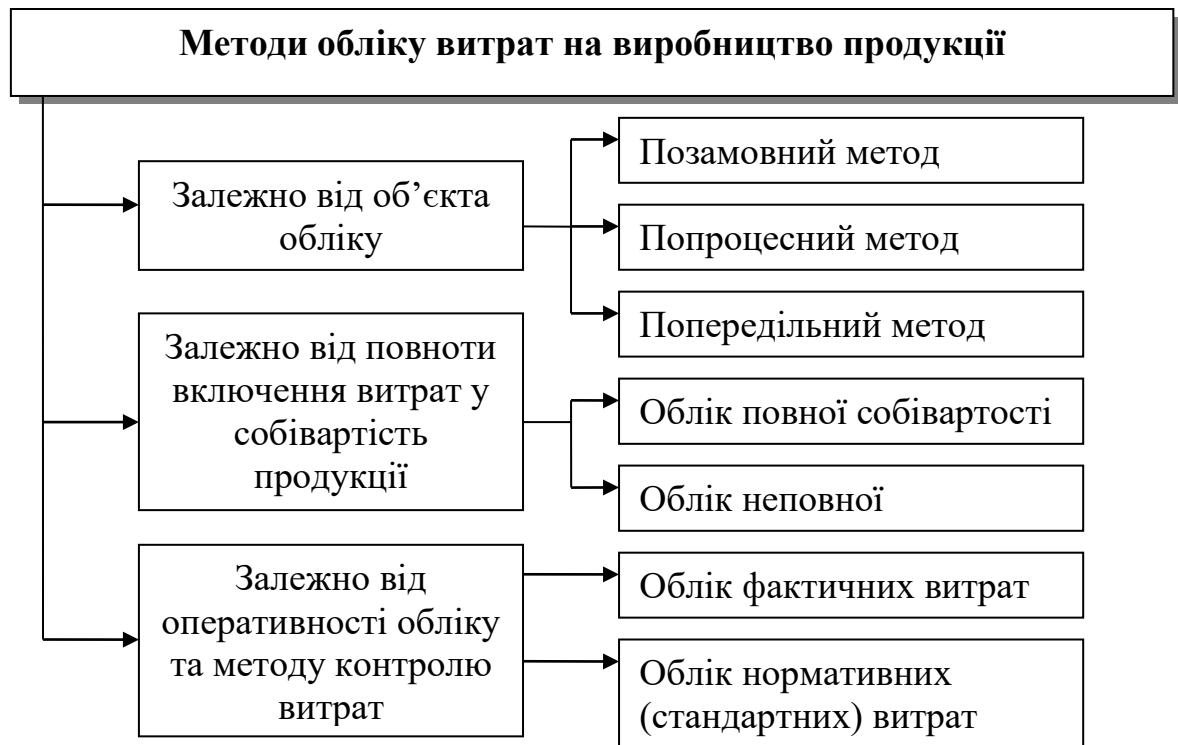 Методи обліку витрат на виробництво продукції
Залежно від об’єкта
обліку
Позамовний метод
Попроцесний метод
Попередільний метод
Залежно від повноти
включення витрат у
собівартість
продукції
Облік повної собівартості
Облік неповної
Залежно від
оперативності обліку
та методу контролю
витрат
Облік фактичних витрат
Облік нормативних
(стандартних) витрат